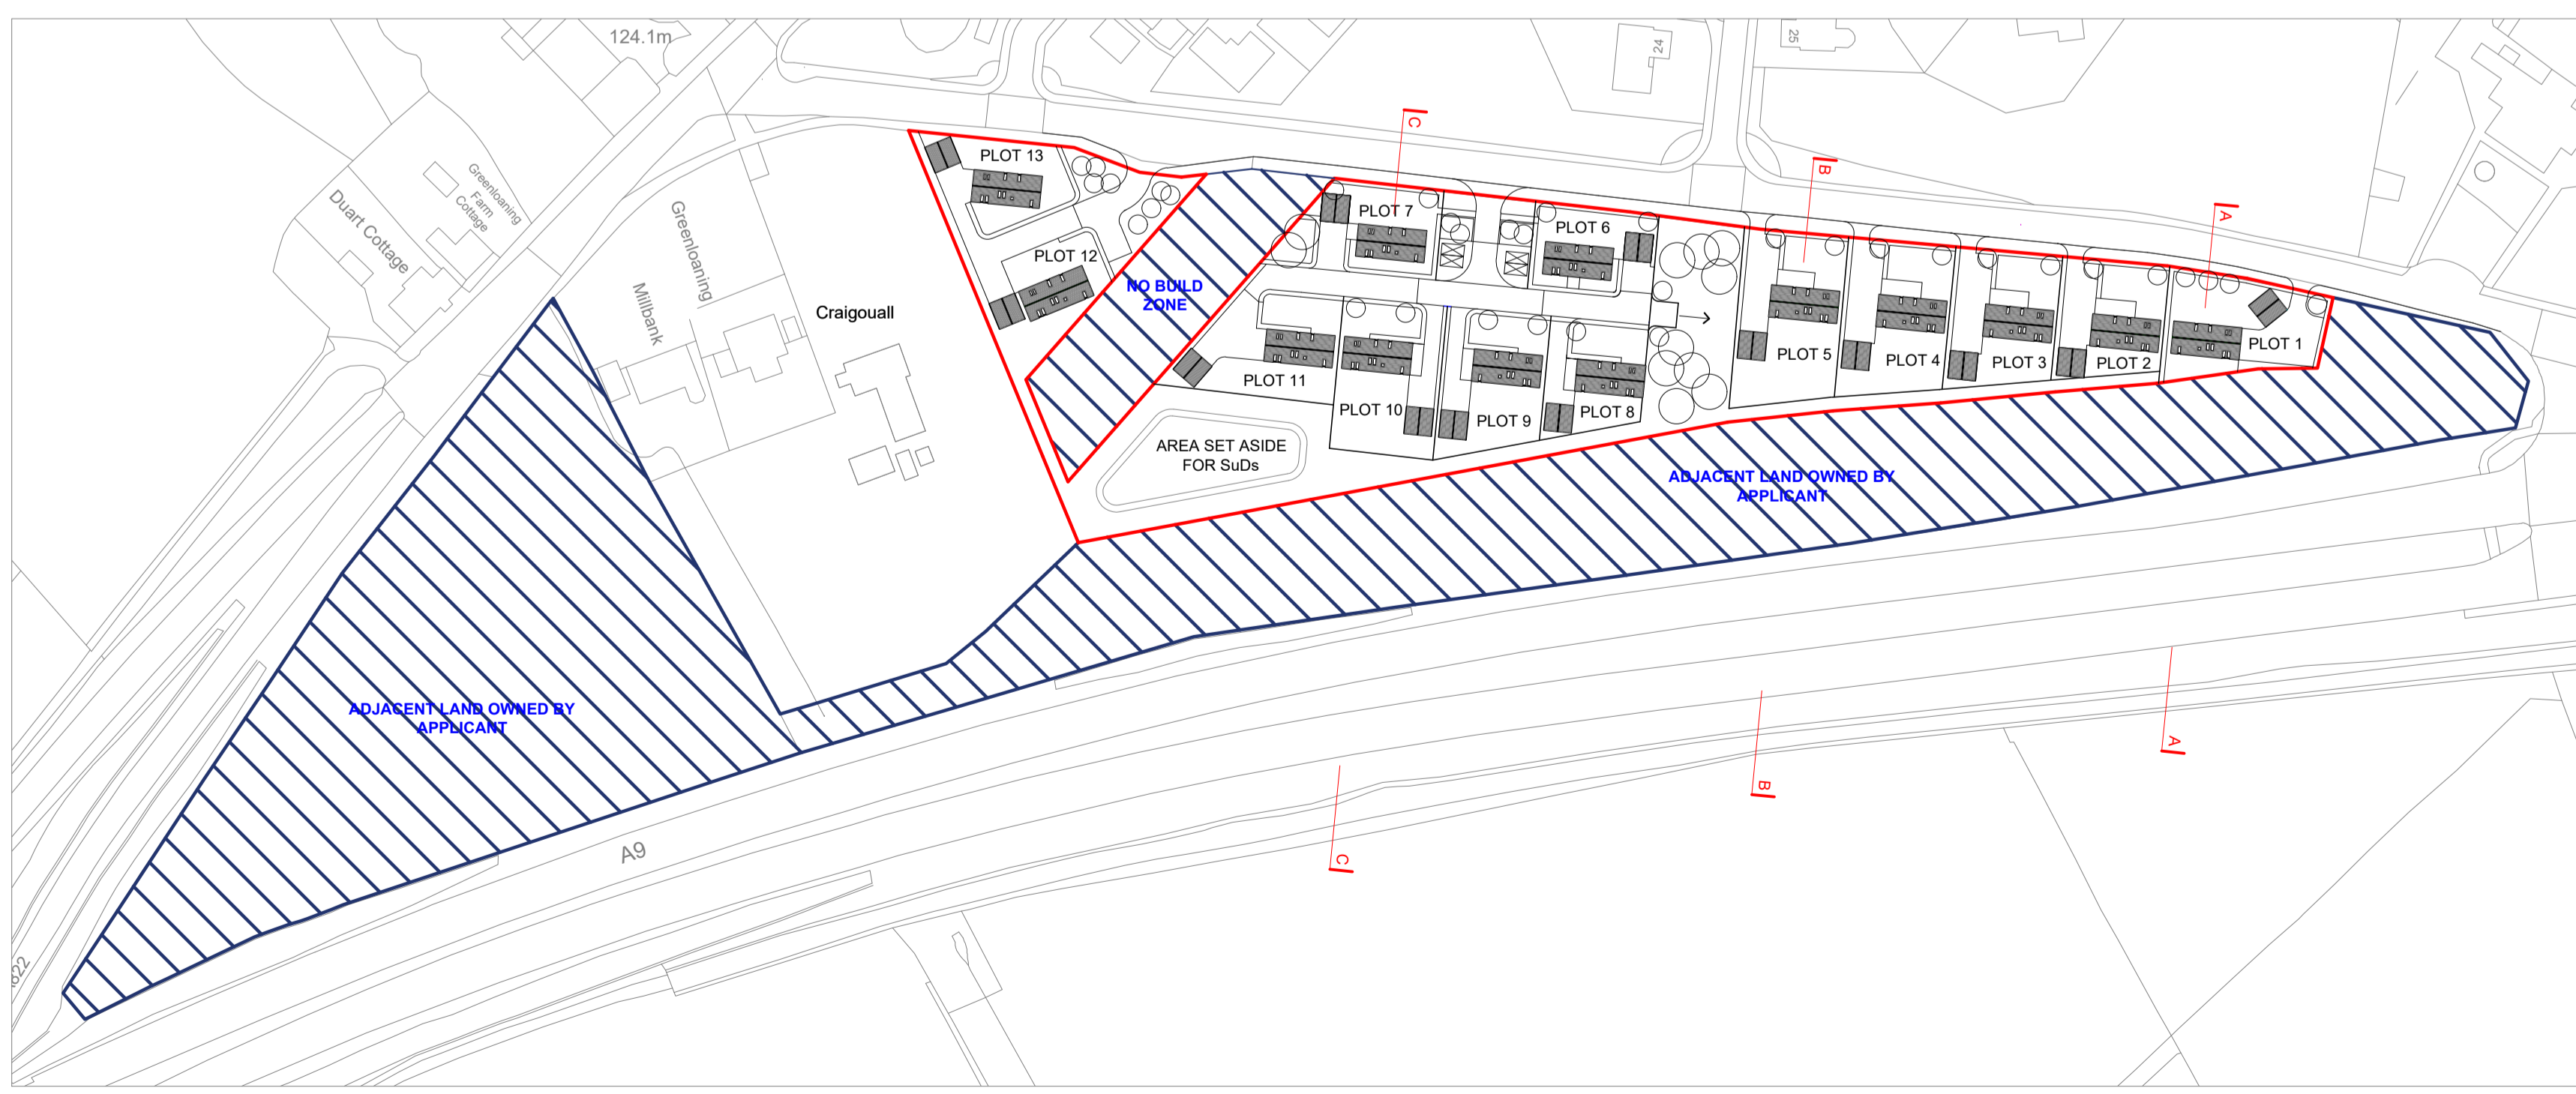 124.1m
24
25
C
B
A
PLOT 13
PLOT 12
PLOT 7
PLOT 6
NO BUILD
ZONE
PLOT 5
PLOT 4
PLOT 3
PLOT 2
PLOT 1
PLOT 11
PLOT 10
PLOT 9
PLOT 8
AREA SET ASIDE
FOR SuDs
Greenloaning
Farm
Cottage
Duart Cottage
Greenloaning
Millbank
Craigouall
ADJACENT LAND OWNED BY
APPLICANT
ADJACENT LAND OWNED BY
APPLICANT
A9
A
B
C